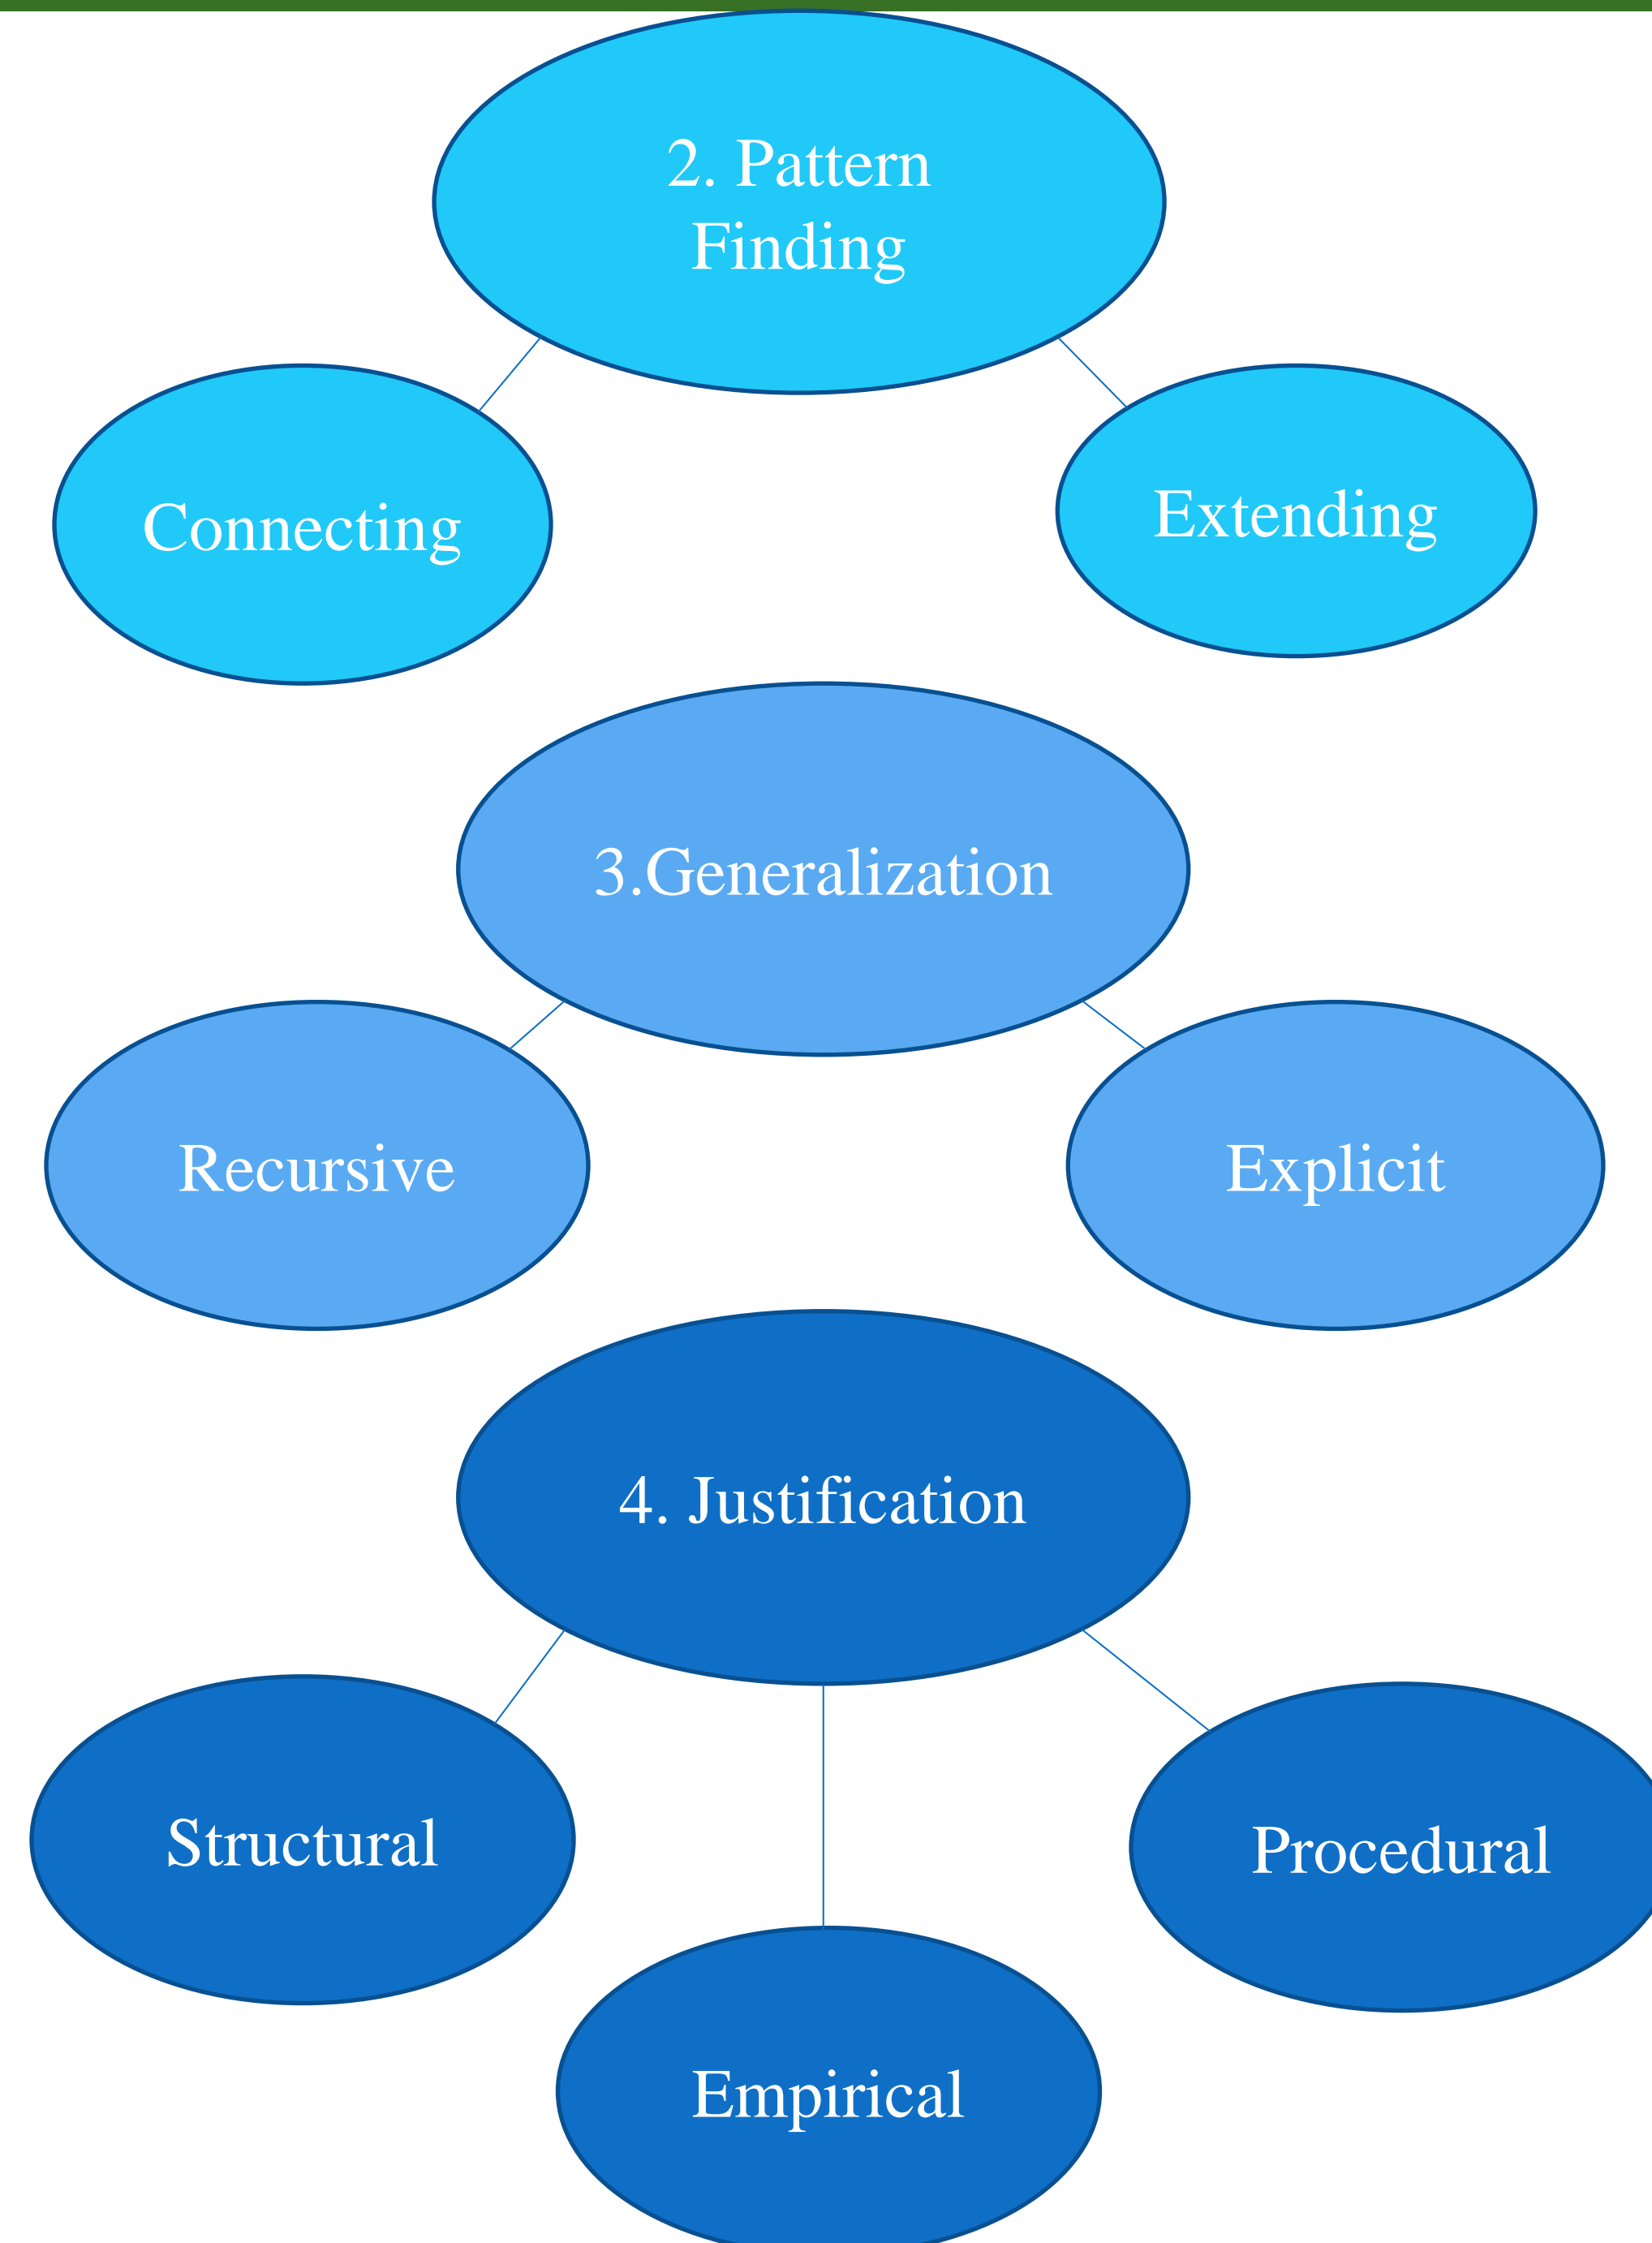 2. Pattern
Finding
Connecting
Extending
3.Generalization
Recursive
Explicit
4. Justification
Structural
Procedural
Empirical